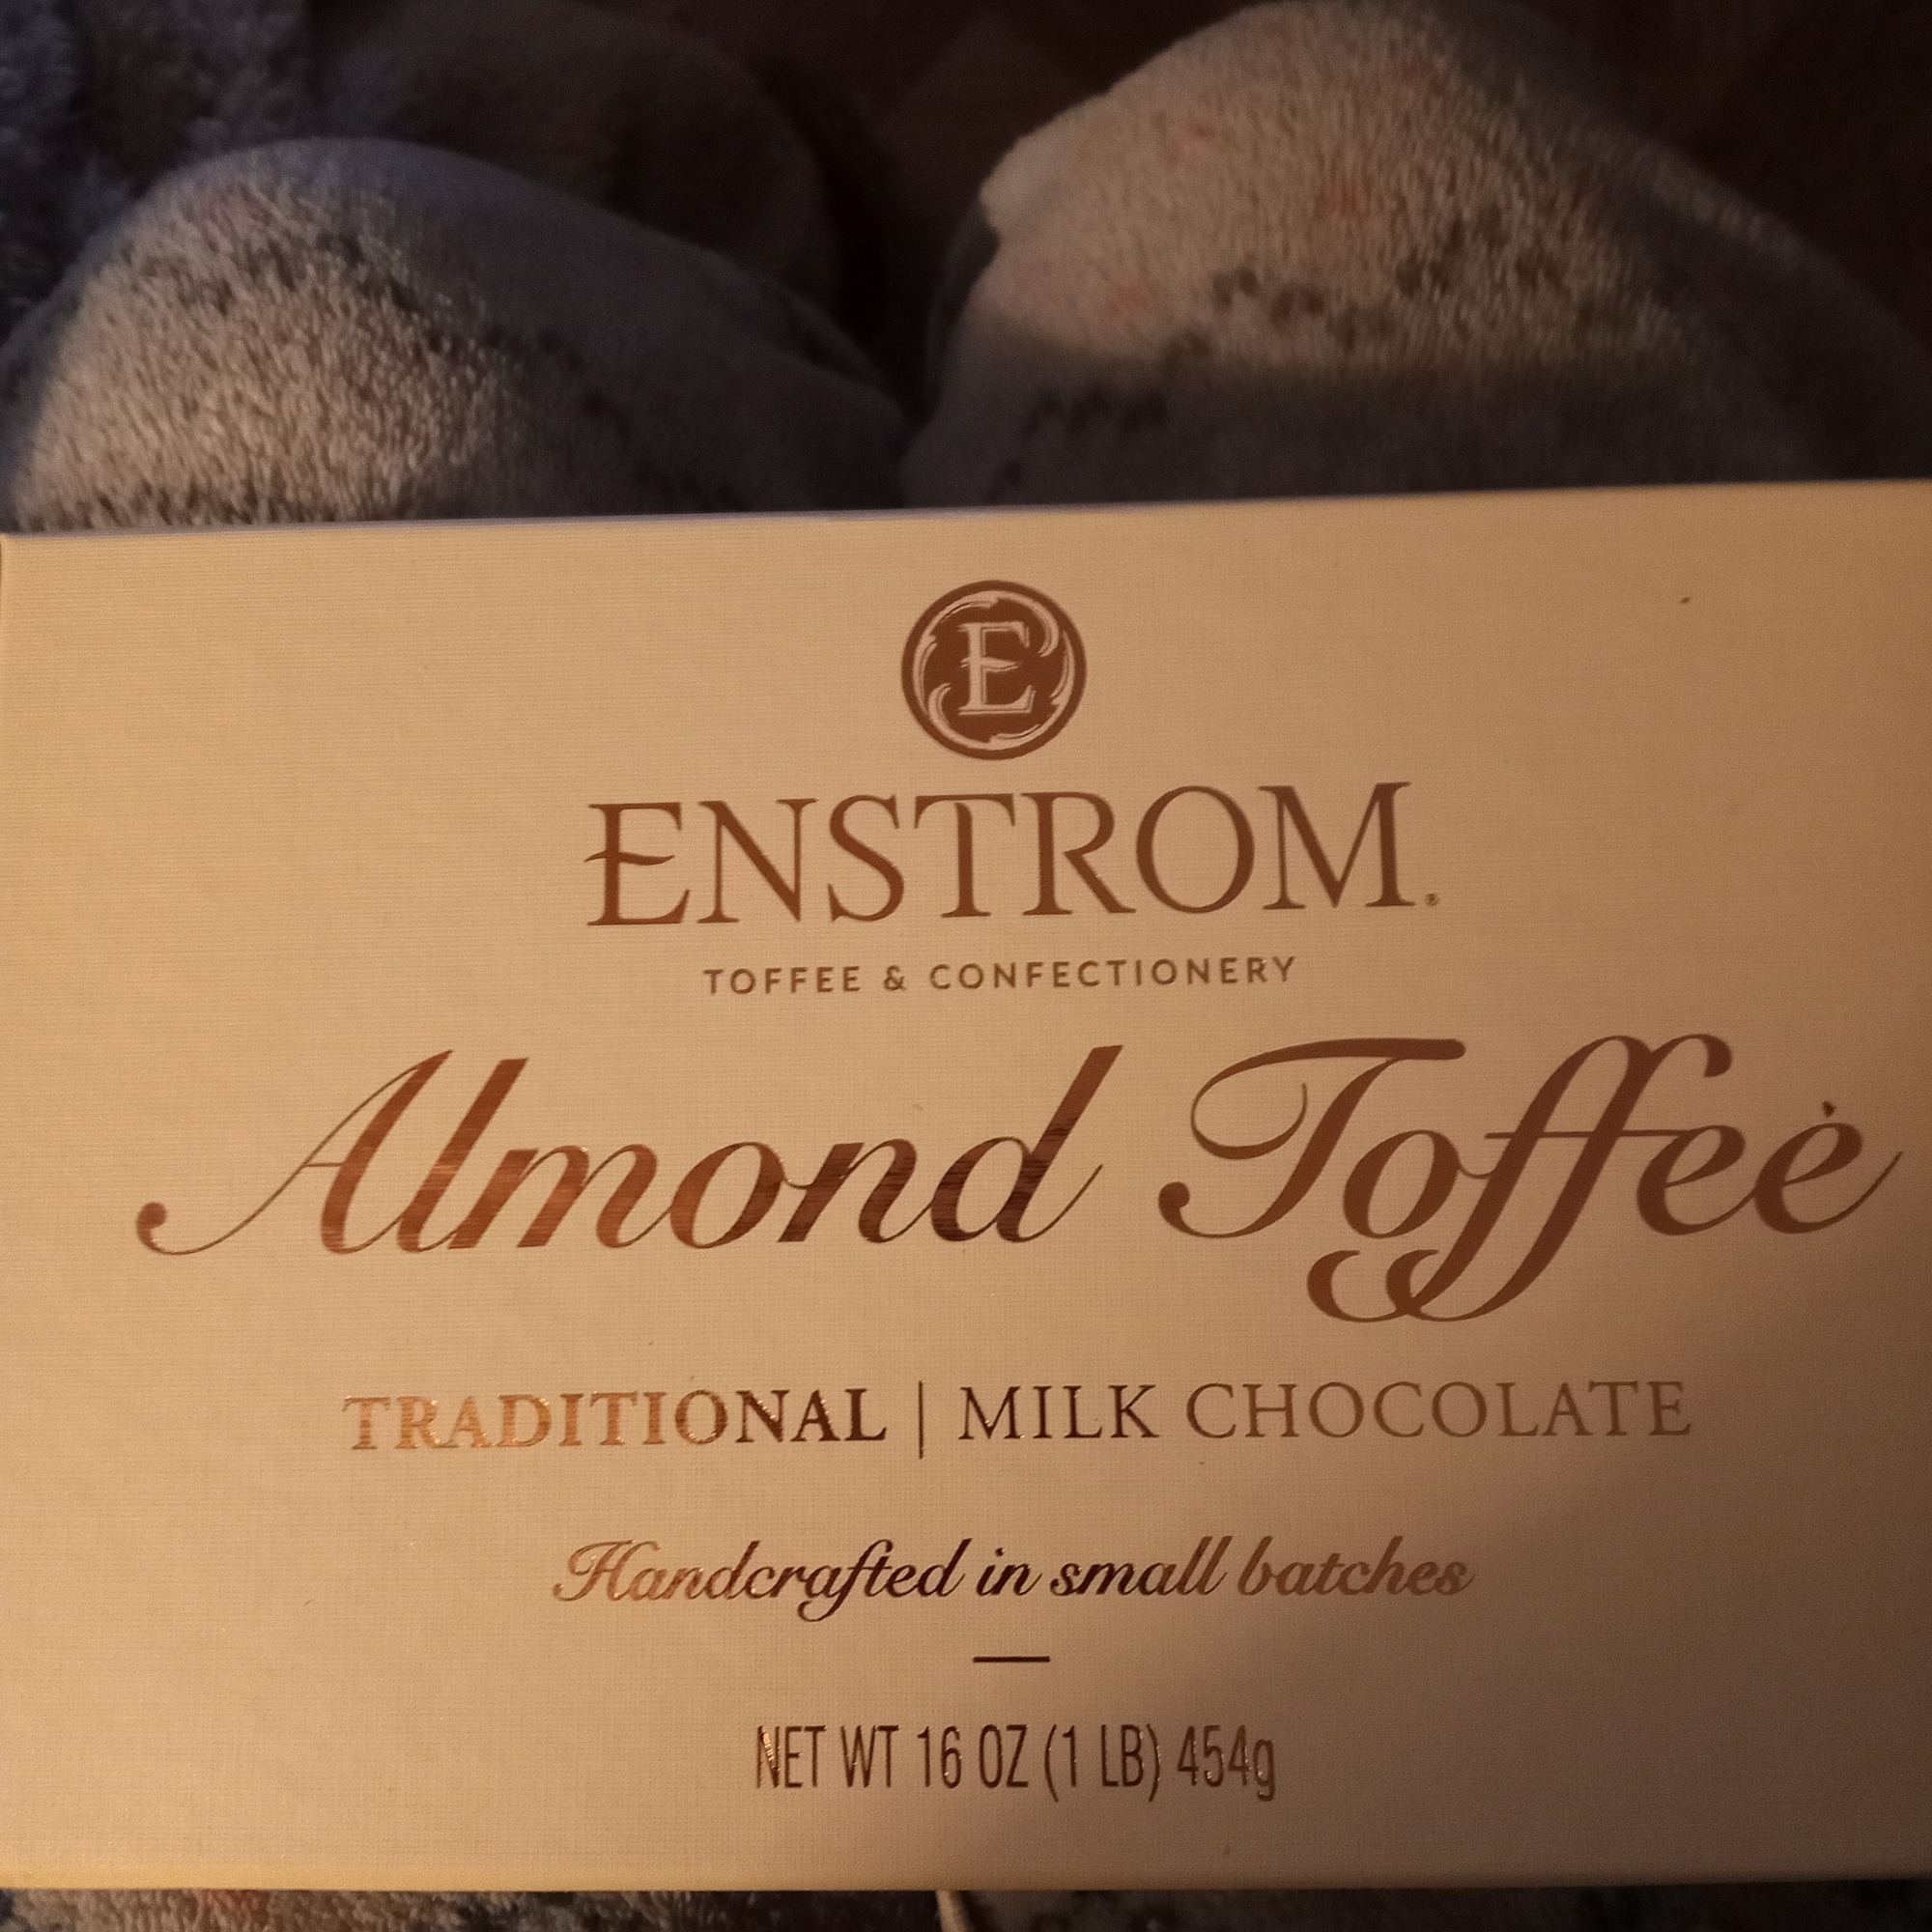 E
ENSTROM®
TOFFEE & CONFECTIONERY
Almond Toffee
TRADITIONAL | MILK CHOCOLATE
Handcrafted in small batches
NET WT 16 OZ (1 LB) 454g